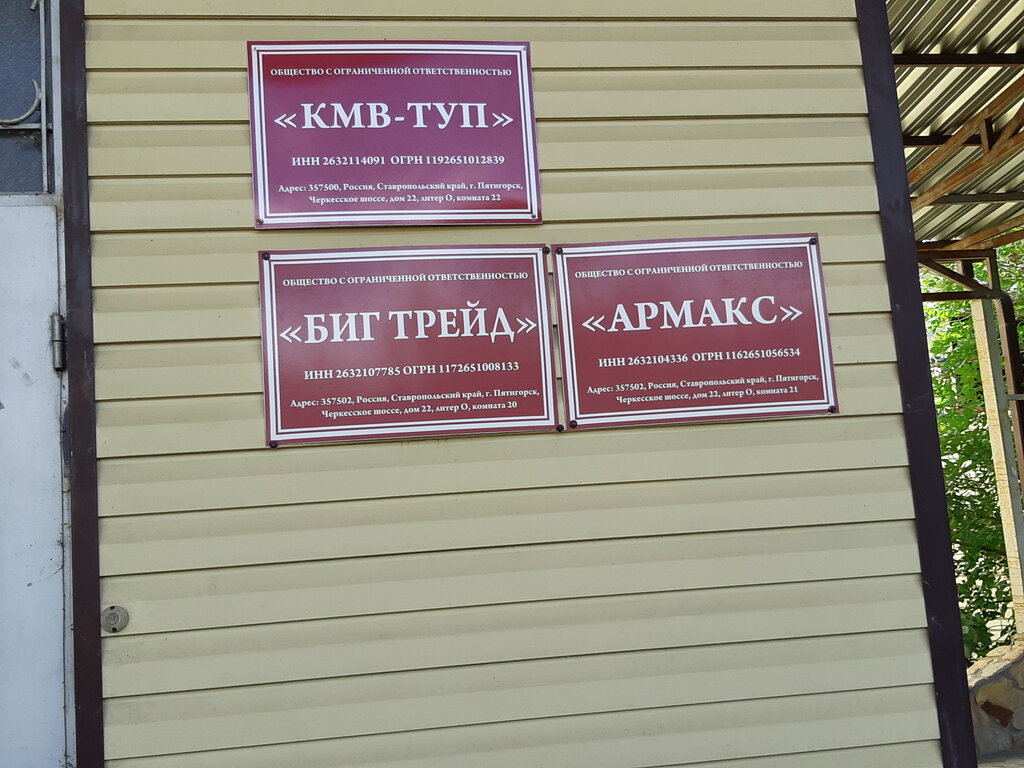 ОБЩЕСТВО С ОГРАНИЧЕННОЙ ОТВЕТСТВЕННОСТЬЮ
«КМВ-ТУП»
ИНН 2632114091 ОГРН 1192651012839
Адрес: 357500, Россия, Ставропольский край, г. Пятигорск,
Черкесское шоссе, дом 22, литер О, комната 22
ОБЩЕСТВО С ОГРАНИЧЕННОЙ ОТВЕТСТВЕННОСТЬЮ
«БИГ ТРЕЙД»
ИНН 2632107785 ОГРН 1172651008133
Адрес: 357502, Россия, Ставропольский край, г. Пятигорск,
Черкесское шоссе, дом 22, литер О, комната 20
ОБЩЕСТВО С ОГРАНИЧЕННОЙ ОТВЕТСТВЕННОСТЬЮ
«АРМАКС»
ИНН 2632104336 ОГРН 1162651056534
Адрес: 357502, Россия, Ставропольский край, г. Пятигорск,
Черкесское шоссе, дом 22, литер О, комната 21